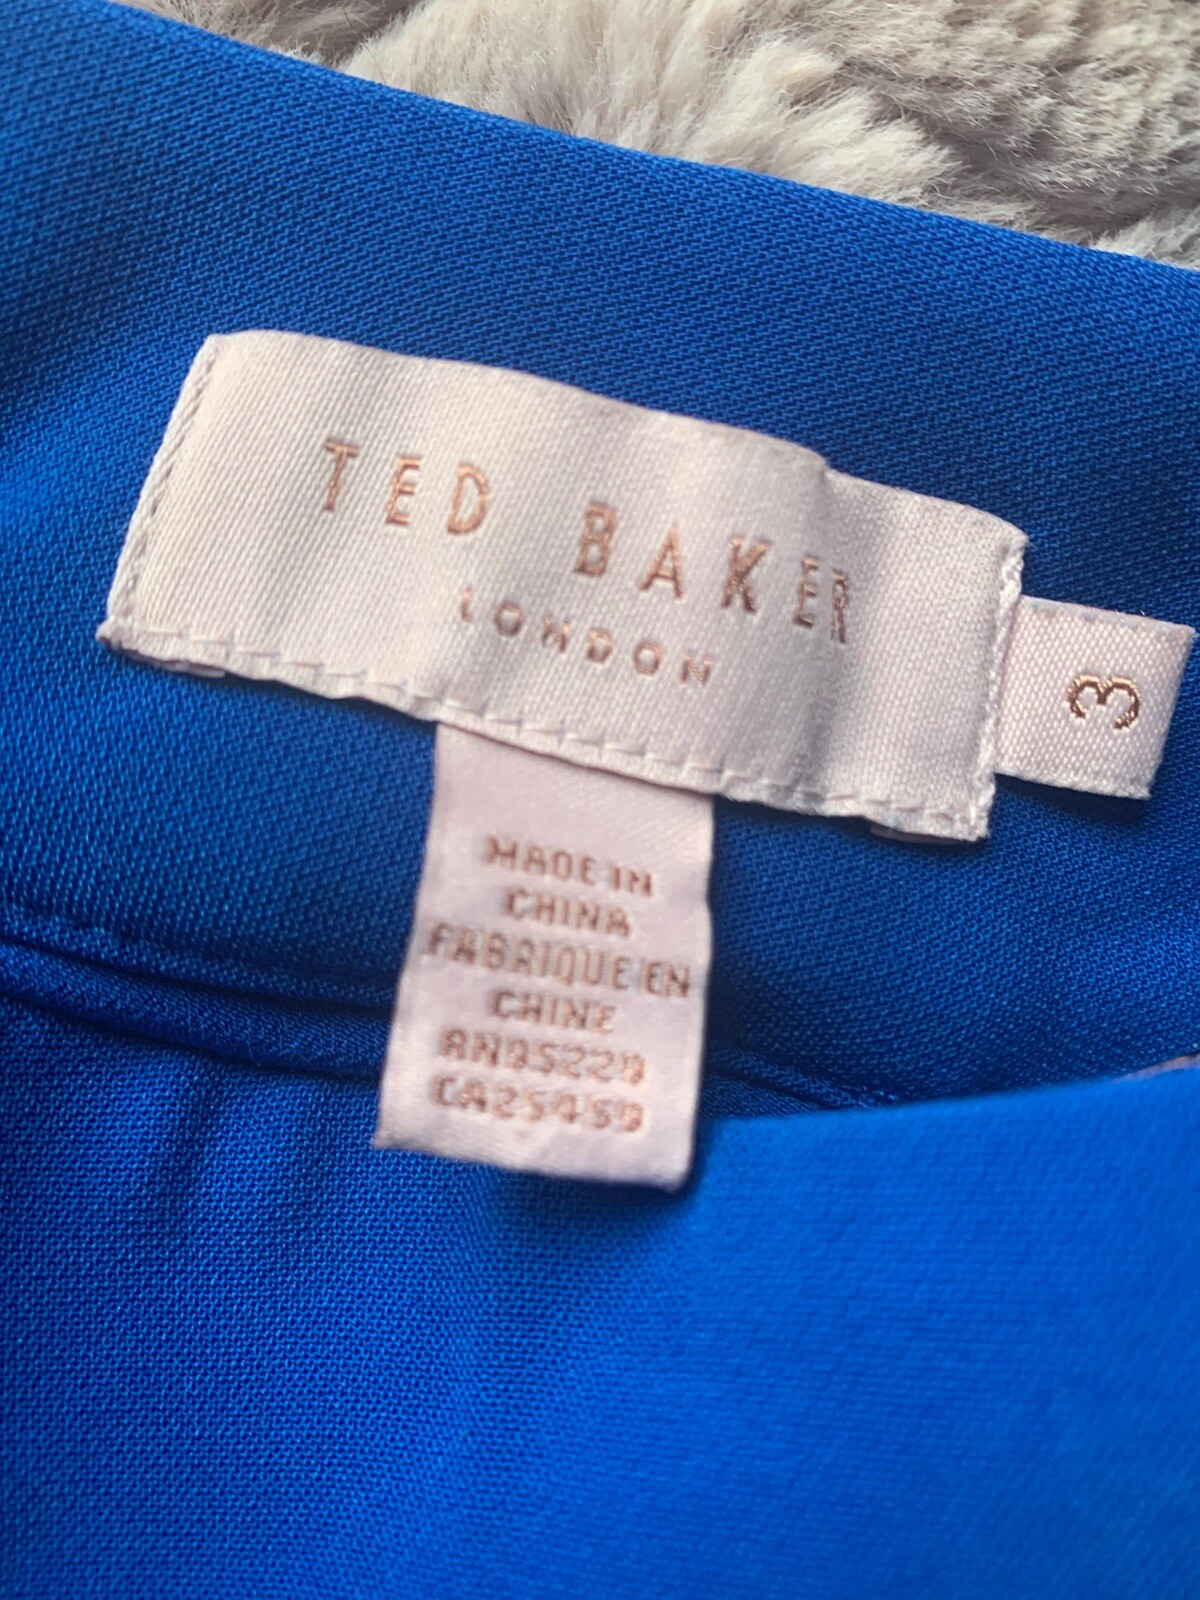 TED BAKER
LONDON
3
MADE IN
CHINA
FABRIQUE EN
CHINE
RN95229
CA25459